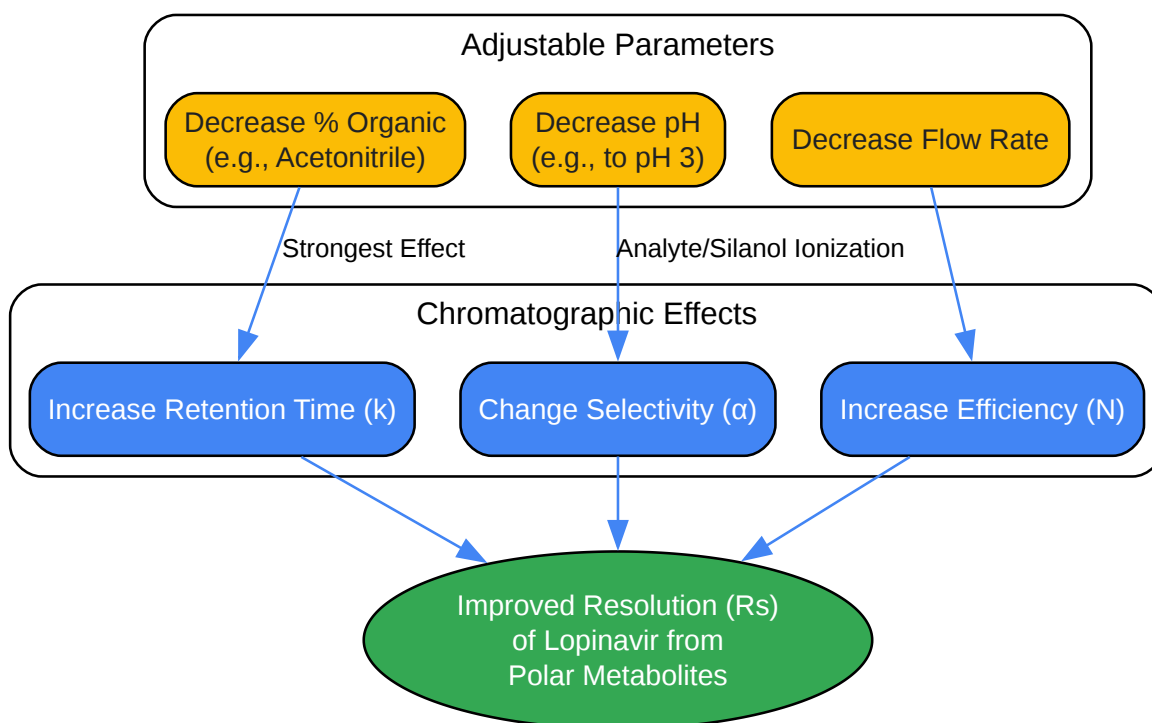 Adjustable Parameters
Decrease % Organic
(e.g., Acetonitrile)
Decrease pH
(e.g., to pH 3)
Decrease Flow Rate
Strongest Effect
Analyte/Silanol Ionization
Chromatographic Effects
Increase Retention Time (k)
Change Selectivity (α)
Increase Efficiency (N)
Improved Resolution (Rs)
of Lopinavir from
Polar Metabolites